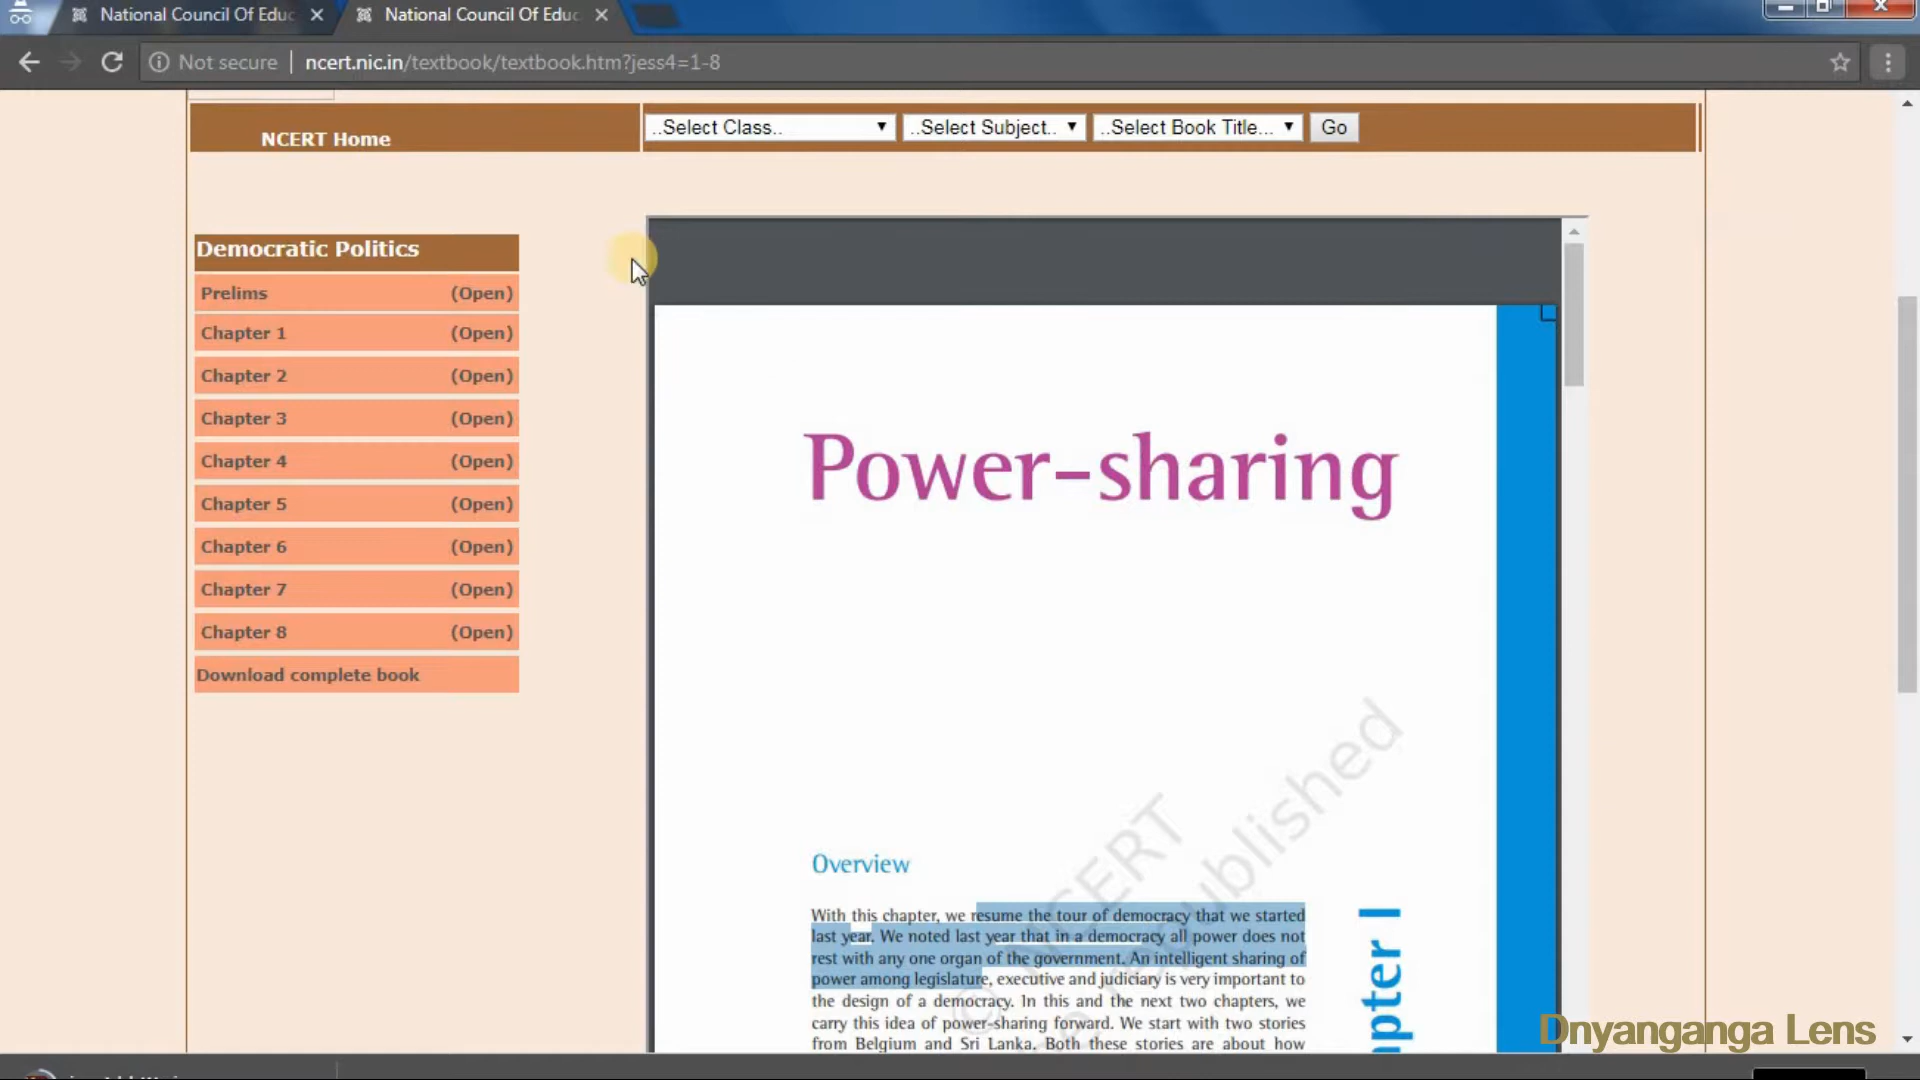 National Council Of Educ
National Council Of Educ
Not secure | ncert.nic.in/textbook/textbook.htm?jess4=1-8
NCERT Home
..Select Class..
..Select Subject..
..Select Book Title...
Go
Democratic Politics
Prelims (Open)
Chapter 1 (Open)
Chapter 2 (Open)
Chapter 3 (Open)
Chapter 4 (Open)
Chapter 5 (Open)
Chapter 6 (Open)
Chapter 7 (Open)
Chapter 8 (Open)
Download complete book
Power-sharing
Overview
With this chapter, we resume the tour of democracy that we started
last year. We noted last year that in a democracy all power does not
rest with any one organ of the government. An intelligent sharing of
power among legislature, executive and judiciary is very important to
the design of a democracy. In this and the next two chapters, we
carry this idea of power-sharing forward. We start with two stories
from Belgium and Sri Lanka. Both these stories are about how
© NCERT
republished
pter I
Dnyanganga Lens